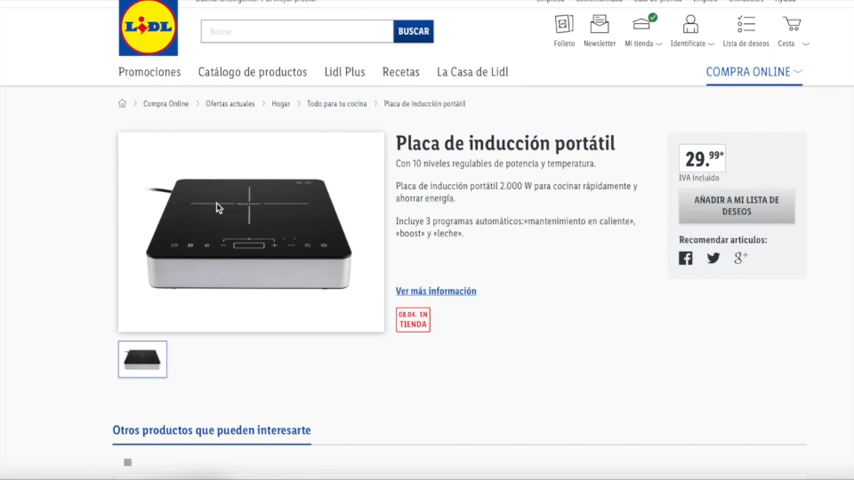 LIDL
Buscar
BUSCAR
Folleto
Newsletter
Mi tienda
Identifícate
Lista de deseos
Cesta
Promociones
Catálogo de productos
Lidl Plus
Recetas
La Casa de Lidl
COMPRA ONLINE
Compra Online
Ofertas actuales
Hogar
Todo para tu cocina
Placa de inducción portátil
Placa de inducción portátil
Con 10 niveles regulables de potencia y temperatura.
Placa de inducción portátil 2.000 W para cocinar rápidamente y
ahorrar energía.
Incluye 3 programas automáticos:«mantenimiento en caliente»,
«boost» y «leche».
Ver más información
08.04. EN
TIENDA
29.99*
IVA incluido
AÑADIR A MI LISTA DE
DESEOS
Recomendar artículos:
Otros productos que pueden interesarte